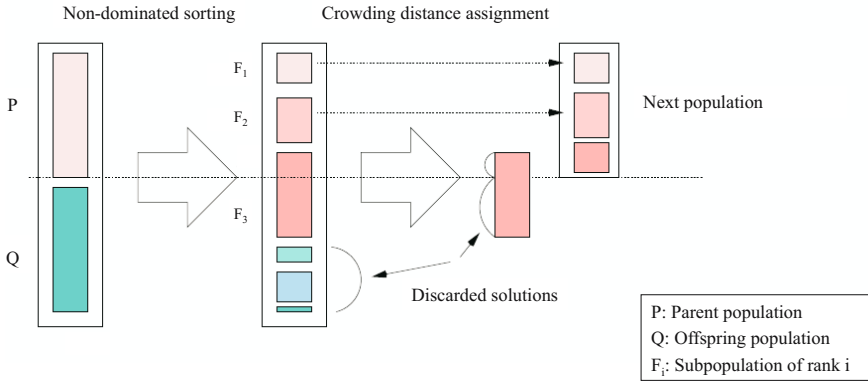 Non-dominated sorting
Crowding distance assignment
P
F1
F2
Next population
F3
Q
Discarded solutions
P: Parent population
Q: Offspring population
Fi: Subpopulation of rank i